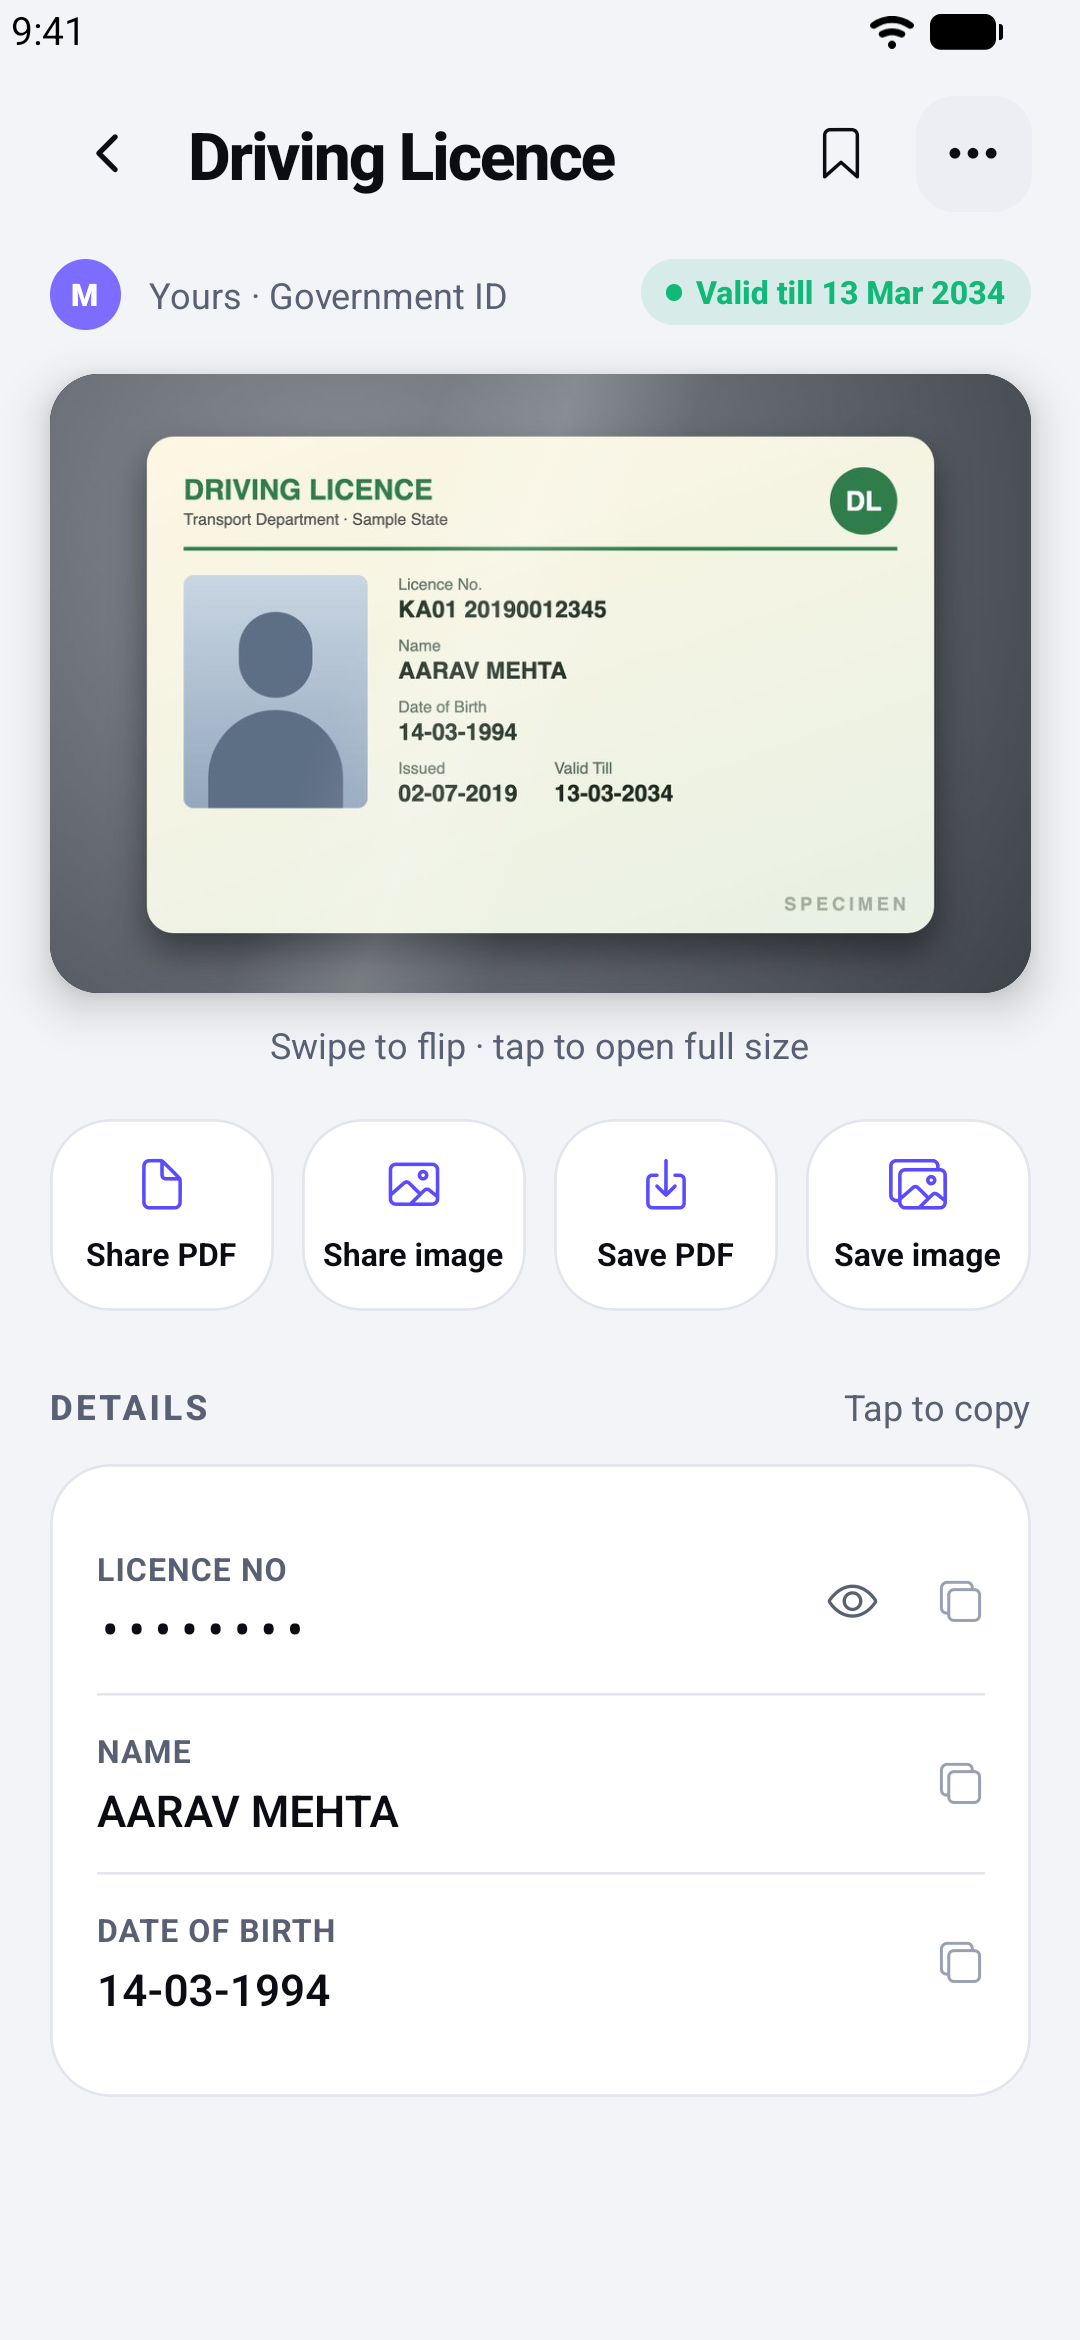 9:41
Driving Licence
M
Yours · Government ID
Valid till 13 Mar 2034
DRIVING LICENCE
Transport Department · Sample State
DL
Licence No.
KA01 20190012345
Name
AARAV MEHTA
Date of Birth
14-03-1994
Issued Valid Till
02-07-2019 13-03-2034
SPECIMEN
Swipe to flip · tap to open full size
Share PDF Share image Save PDF Save image
DETAILS Tap to copy
LICENCE NO
••••••••
NAME
AARAV MEHTA
DATE OF BIRTH
14-03-1994